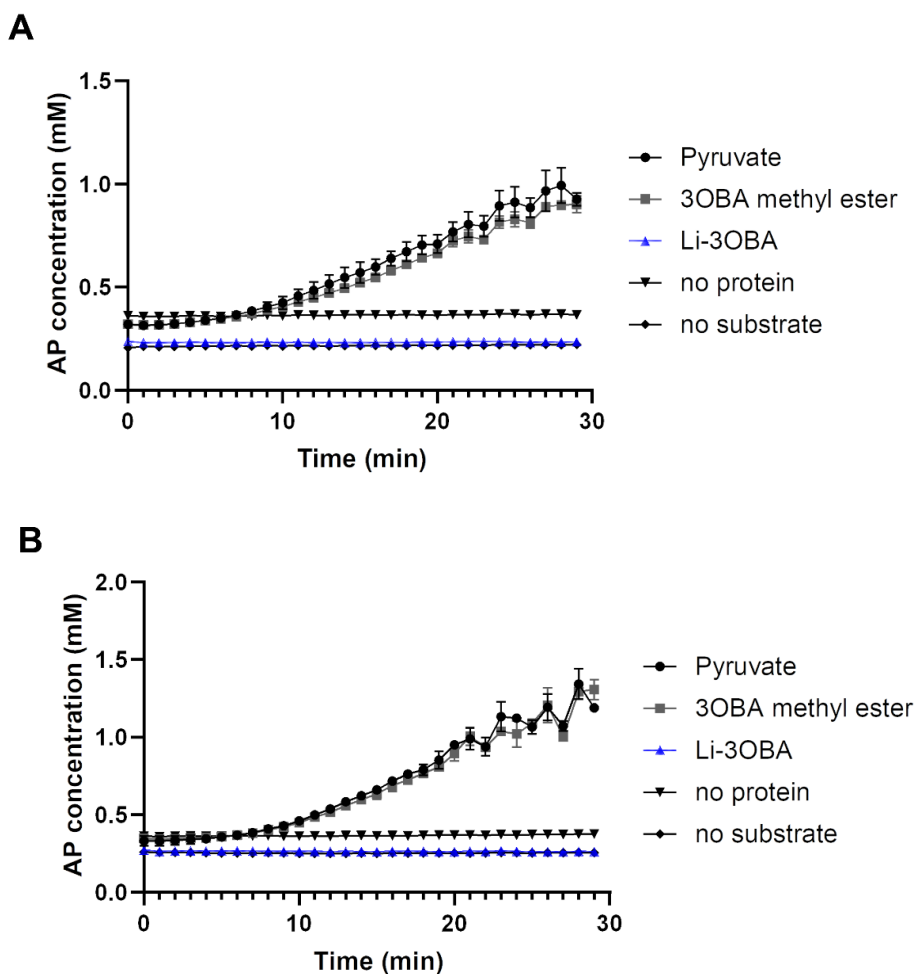 A
AP concentration (mM)
1.5
1.0
0.5
0.0
0
10
20
30
Time (min)
Pyruvate
3OBA methyl ester
Li-3OBA
no protein
no substrate
B
AP concentration (mM)
2.0
1.5
1.0
0.5
0.0
0
10
20
30
Time (min)
Pyruvate
3OBA methyl ester
Li-3OBA
no protein
no substrate